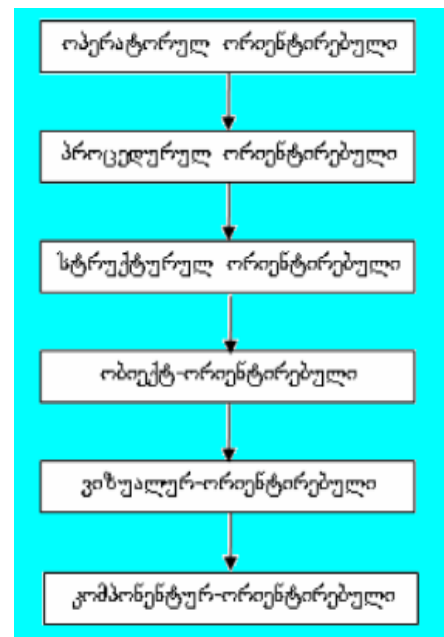 ოპერატორულ ორიენტირებული
პროცედურულ ორიენტირებული
სტრუქტურულ ორიენტირებული
ობიექტ-ორიენტირებული
ვიზუალურ-ორიენტირებული
კომპონენტურ-ორიენტირებული